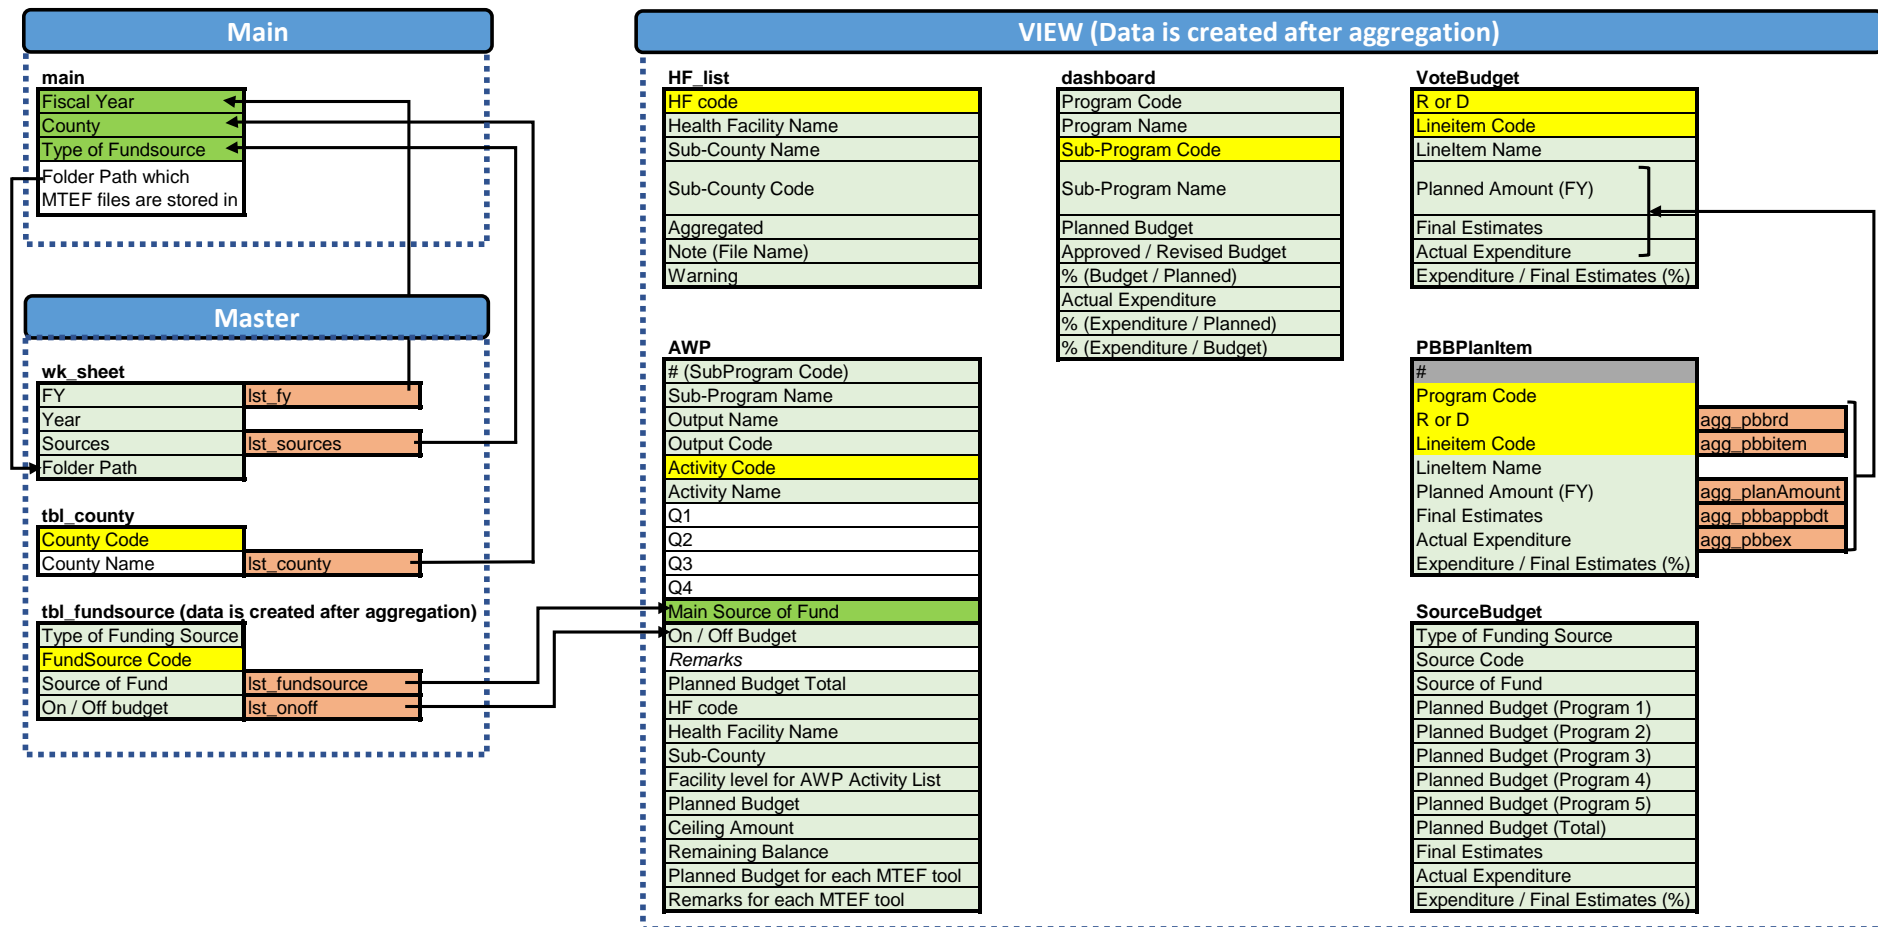 Main
main
Fiscal Year
County
Type of Fundsource
Folder Path which
MTEF files are stored in
Master
wk_sheet
FY
lst_fy
Year
Sources
lst_sources
Folder Path
tbl_county
County Code
County Name
lst_county
tbl_fundsource (data is created after aggregation)
Type of Funding Source
FundSource Code
Source of Fund
lst_fundsource
On / Off budget
lst_onoff
VIEW (Data is created after aggregation)
HF_list
HF code
Health Facility Name
Sub-County Name
Sub-County Code
Aggregated
Note (File Name)
Warning
AWP
# (SubProgram Code)
Sub-Program Name
Output Name
Output Code
Activity Code
Activity Name
Q1
Q2
Q3
Q4
Main Source of Fund
On / Off Budget
Remarks
Planned Budget Total
HF code
Health Facility Name
Sub-County
Facility level for AWP Activity List
Planned Budget
Ceiling Amount
Remaining Balance
Planned Budget for each MTEF tool
Remarks for each MTEF tool
dashboard
Program Code
Program Name
Sub-Program Code
Sub-Program Name
Planned Budget
Approved / Revised Budget
% (Budget / Planned)
Actual Expenditure
% (Expenditure / Planned)
% (Expenditure / Budget)
VoteBudget
R or D
Lineitem Code
LineItem Name
Planned Amount (FY)
Final Estimates
Actual Expenditure
Expenditure / Final Estimates (%)
PBBPlanItem
#
Program Code
R or D
agg_pbbrd
Lineitem Code
agg_pbbitem
LineItem Name
Planned Amount (FY)
agg_planAmount
Final Estimates
agg_pbbappbdt
Actual Expenditure
agg_pbbex
Expenditure / Final Estimates (%)
SourceBudget
Type of Funding Source
Source Code
Source of Fund
Planned Budget (Program 1)
Planned Budget (Program 2)
Planned Budget (Program 3)
Planned Budget (Program 4)
Planned Budget (Program 5)
Planned Budget (Total)
Final Estimates
Actual Expenditure
Expenditure / Final Estimates (%)